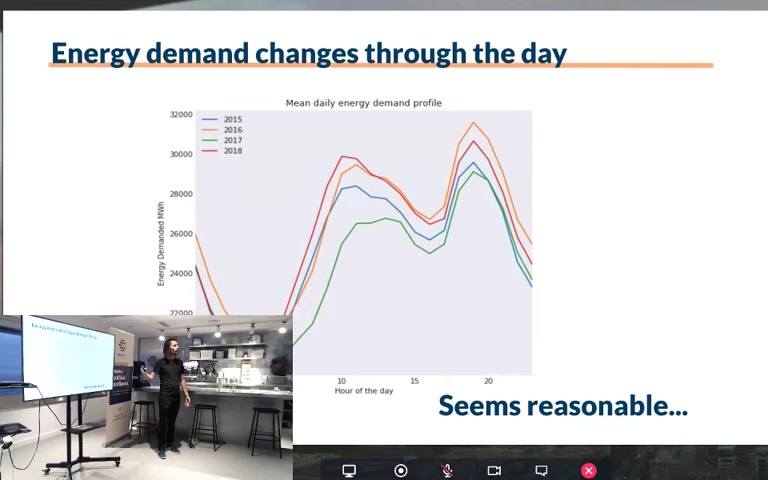 Energy demand changes through the day
Mean daily energy demand profile
32000
30000
28000
26000
24000
22000
Energy Demanded MWh
2015
2016
2017
2018
10
15
20
Hour of the day
Seems reasonable...